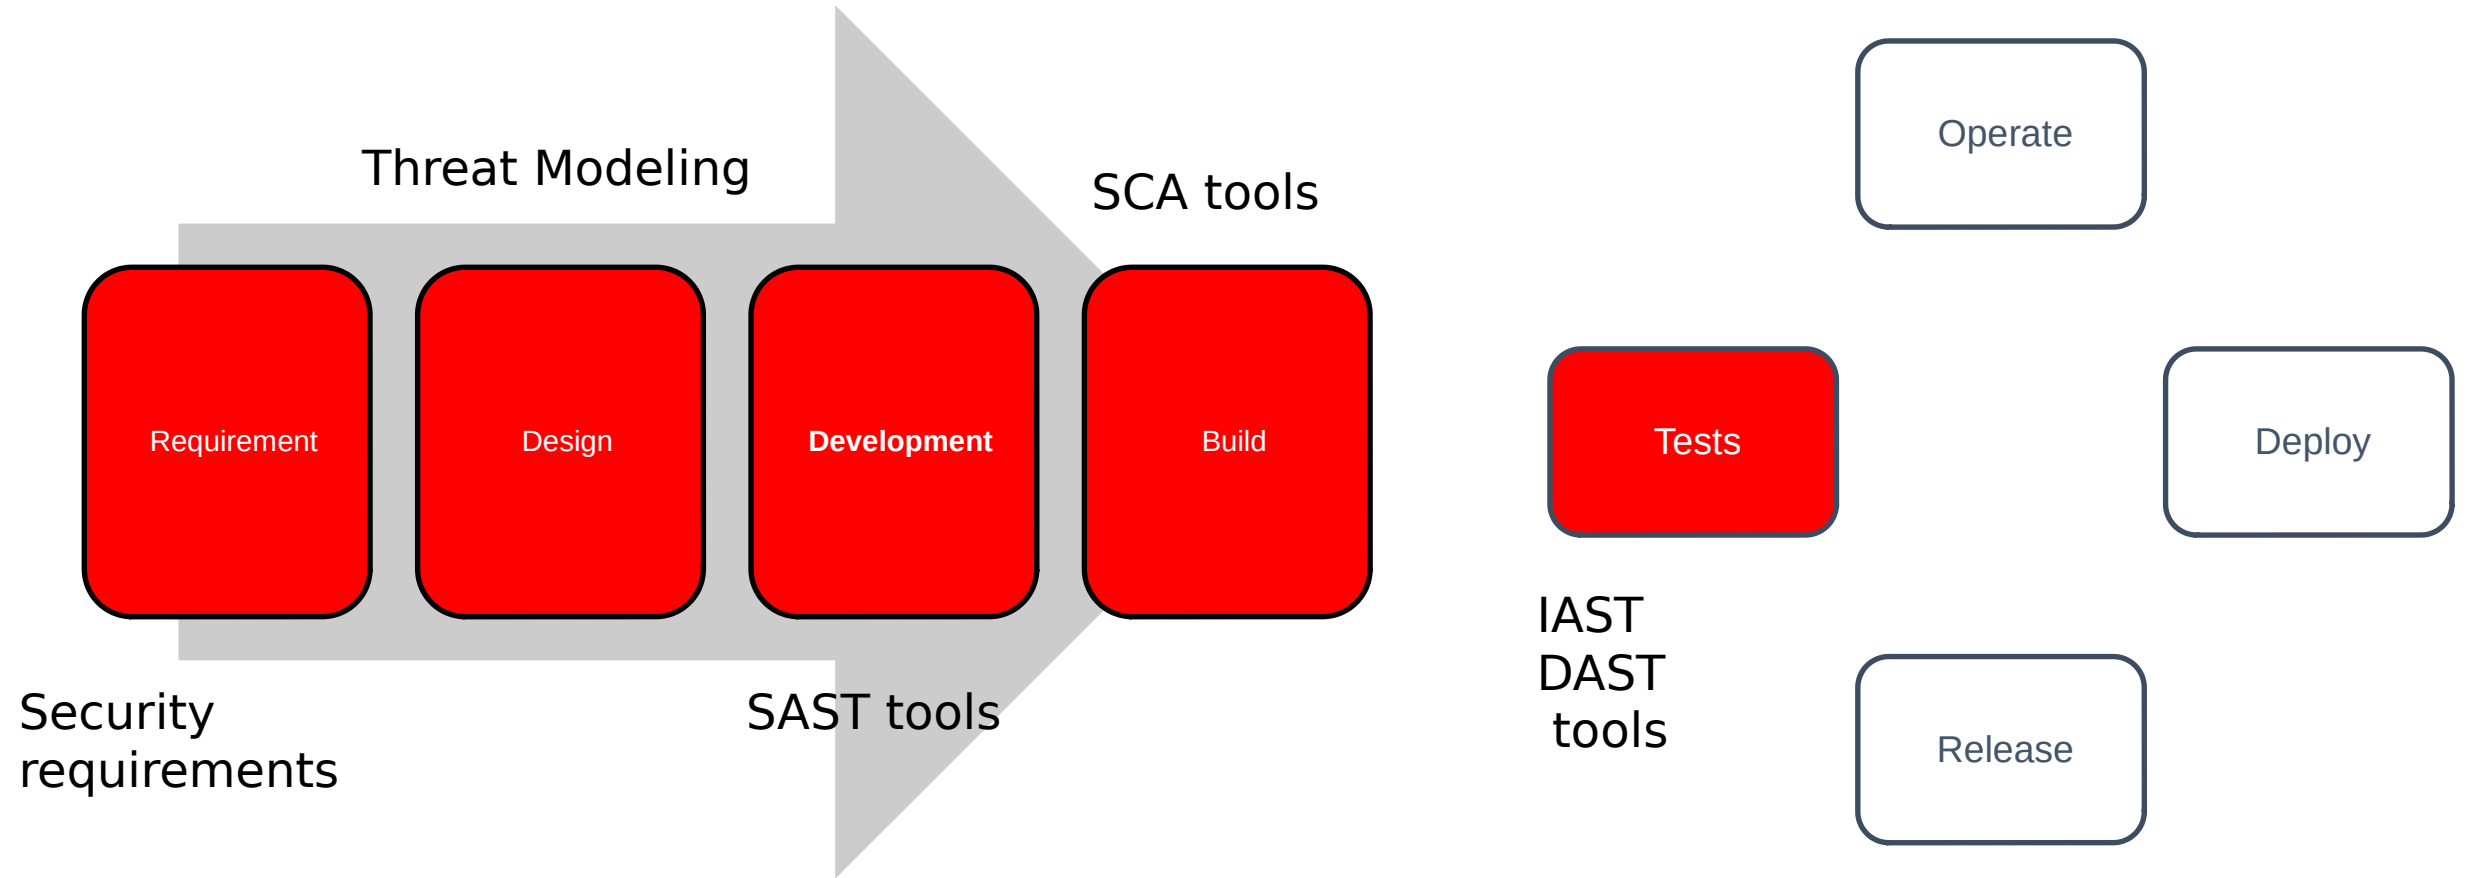 Threat Modeling
SCA tools
Operate
Requirement
Design
Development
Build
Tests
Deploy
Security
requirements
SAST tools
IAST
DAST
tools
Release